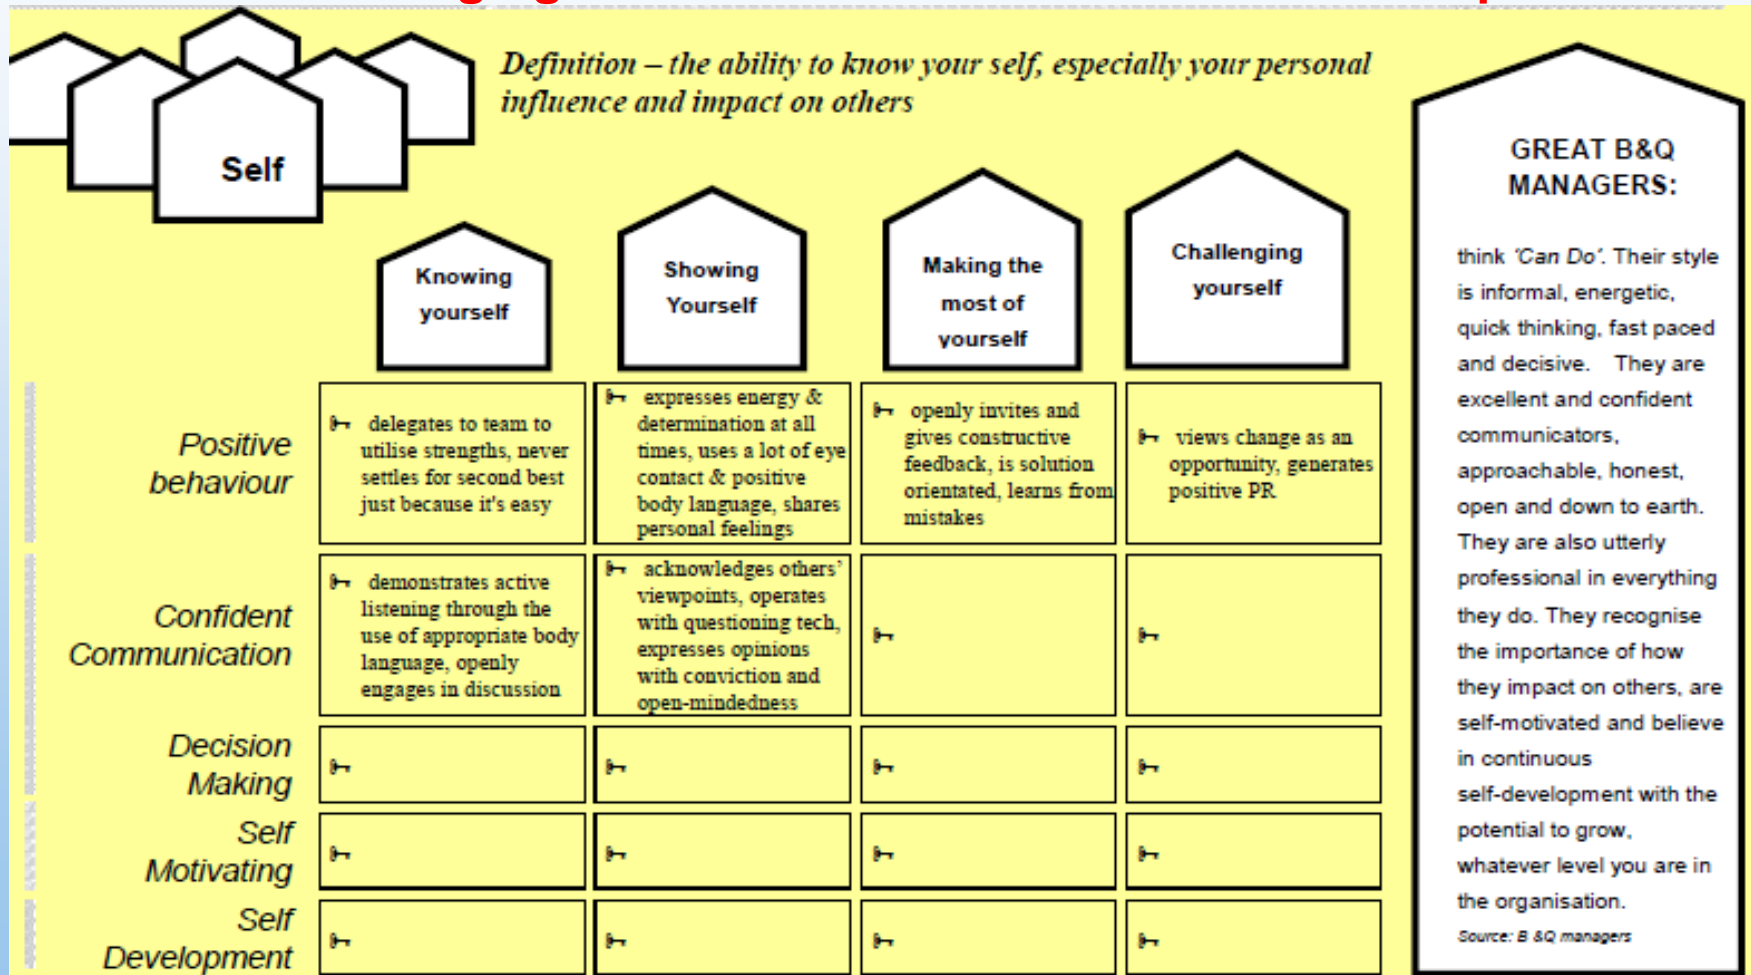 Self
Definition – the ability to know your self, especially your personal
influence and impact on others
Knowing
yourself
Showing
Yourself
Making the
most of
yourself
Challenging
yourself
Positive
behaviour
delegates to team to
utilise strengths, never
settles for second best
just because it's easy
expresses energy &
determination at all
times, uses a lot of eye
contact & positive
body language, shares
personal feelings
openly invites and
gives constructive
feedback, is solution
orientated, learns from
mistakes
views change as an
opportunity, generates
positive PR
Confident
Communication
demonstrates active
listening through the
use of appropriate body
language, openly
engages in discussion
acknowledges others'
viewpoints, operates
with questioning tech,
expresses opinions
with conviction and
open-mindedness
Decision
Making
Self
Motivating
Self
Development
GREAT B&Q
MANAGERS:
think 'Can Do'. Their style
is informal, energetic,
quick thinking, fast paced
and decisive. They are
excellent and confident
communicators,
approachable, honest,
open and down to earth.
They are also utterly
professional in everything
they do. They recognise
the importance of how
they impact on others, are
self-motivated and believe
in continuous
self-development with the
potential to grow,
whatever level you are in
the organisation.
Source: B &Q managers